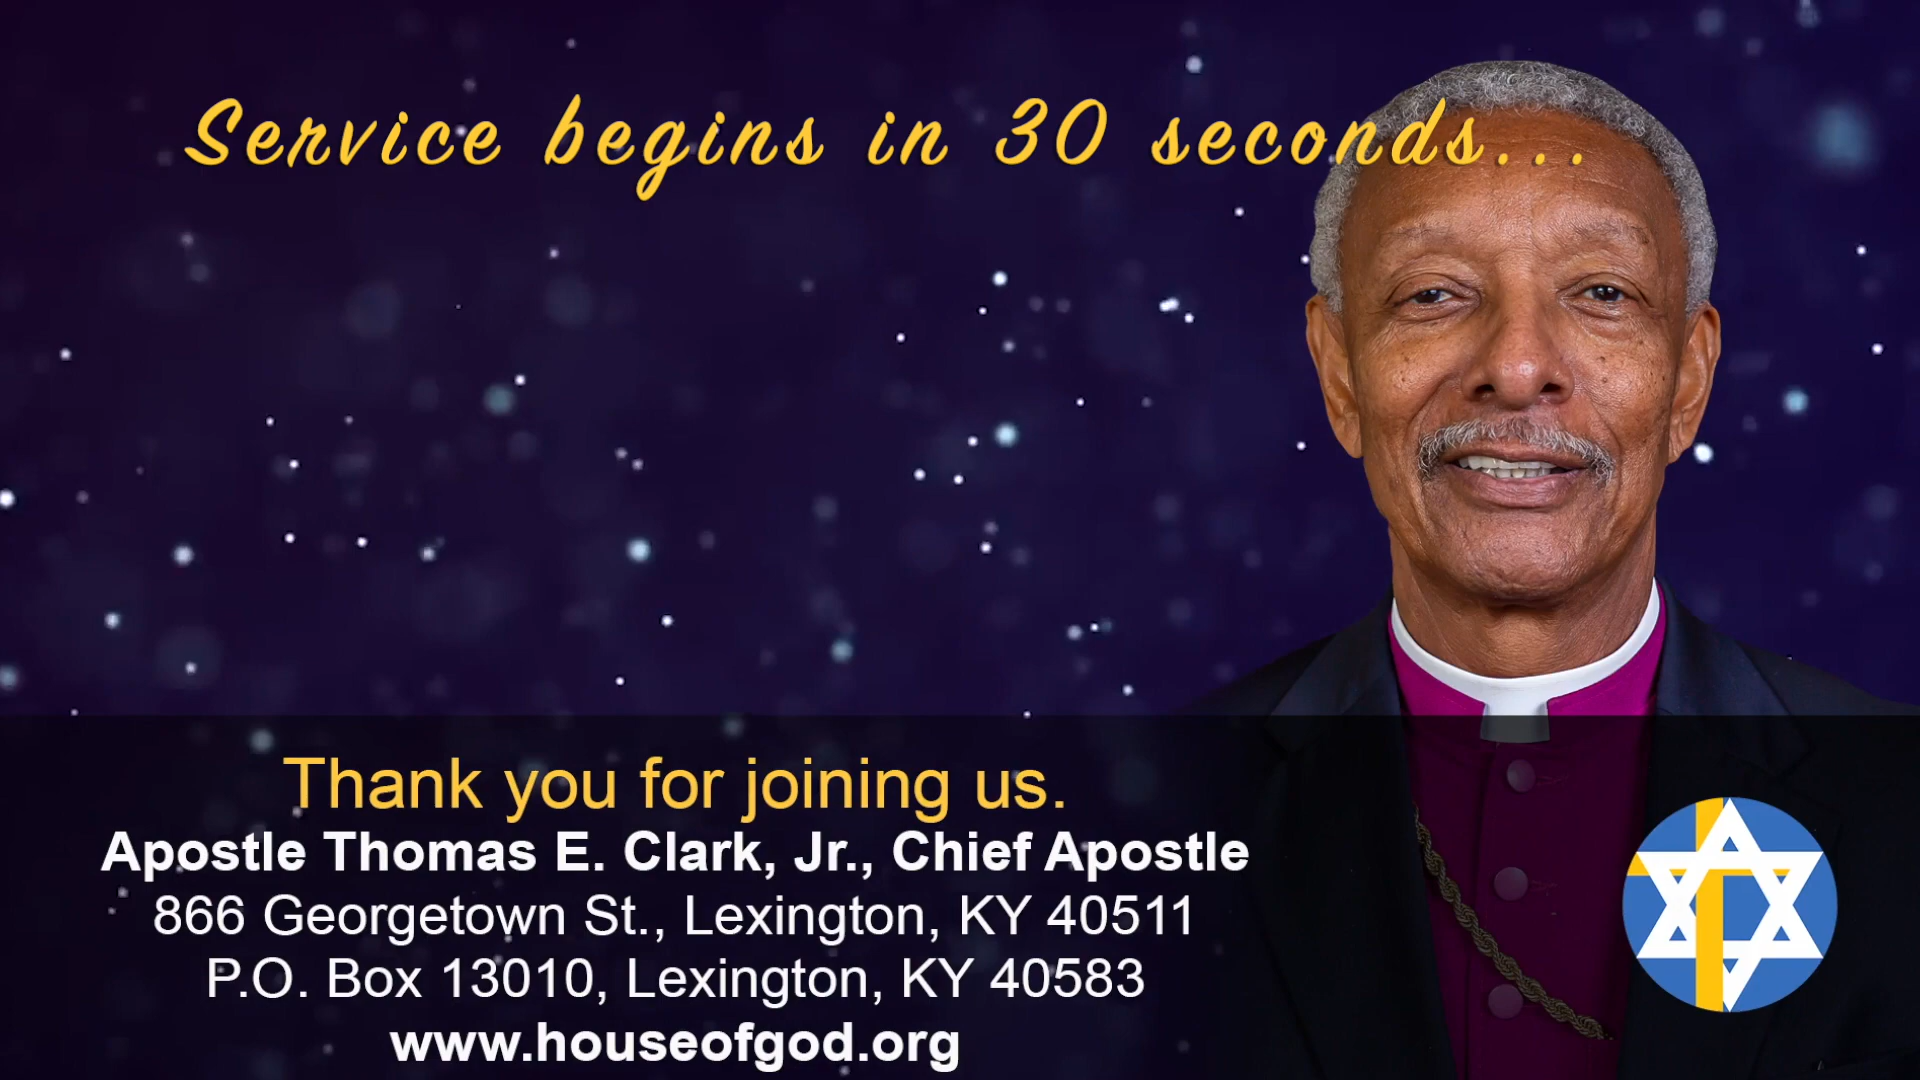 Service begins in 30 seconds...
Thank you for joining us.
Apostle Thomas E. Clark, Jr., Chief Apostle
866 Georgetown St., Lexington, KY 40511
P.O. Box 13010, Lexington, KY 40583
www.houseofgod.org